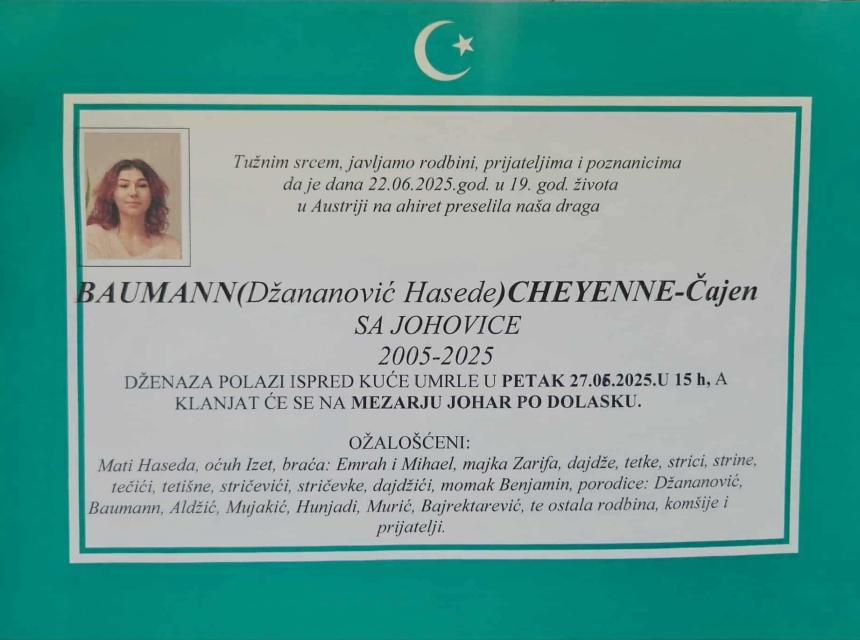 Tužnim srcem, javljamo rodbini, prijateljima i poznanicima
da je dana 22.06.2025.god. u 19. god. života
u Austriji na ahiret preselila naša draga
BAUMANN(Džananović Hasede)CHEYENNE-Čajen
SA JOHOVICE
2005-2025
DŽENAZA POLAZI ISPRED KUĆE UMRLE U PETAK 27.06.2025.U 15 h, A
KLANJAT ĆE SE NA MEZARJU JOHAR PO DOLASKU.
OŽALOŠĆENI:
Mati Haseda, oćuh Izet, braća: Emrah i Mihael, majka Zarifa, dajdže, tetke, strici, strine,
tečići, tetišne, stričevići, stričevke, dajdžići, momak Benjamin, porodice: Džananović,
Baumann, Aldžić, Mujakić, Hunjadi, Murić, Bajrektarević, te ostala rodbina, komšije i
prijatelji.